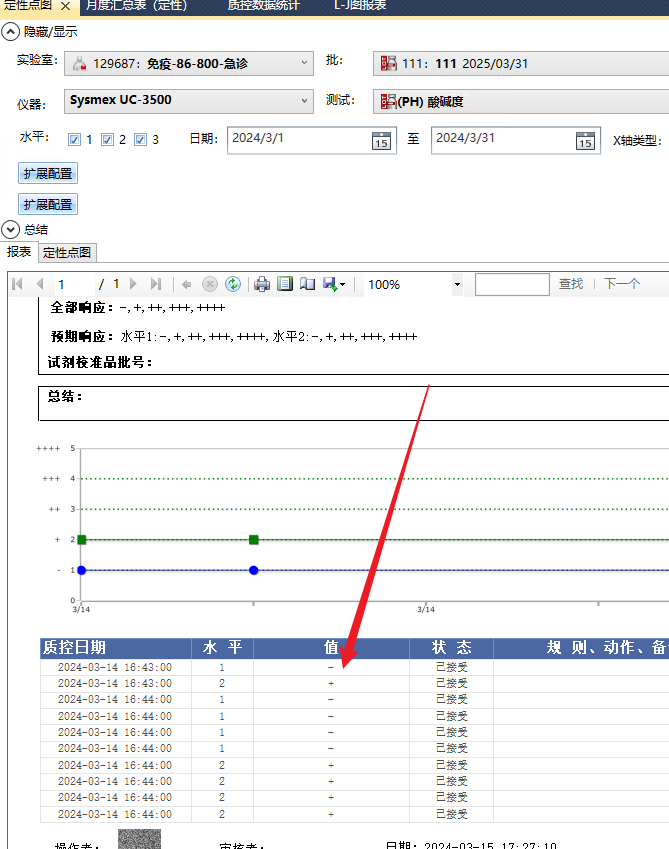 定性点图 × 月度汇总表（定性） 质控数据统计 L-J图报表
隐藏/显示
实验室: 129687: 免疫-86-800-急诊 批: 111: 111 2025/03/31
仪器: Sysmex UC-3500 测试: (PH) 酸碱度
水平: 1 2 3 日期: 2024/3/1 15 至 2024/3/31 15 X轴类型:
扩展配置
扩展配置
总结
报表 定性点图
1 / 1 100% 查找 下一个
全部响应: -,+,++,+++,++++
预期响应: 水平1:-,+,++,+++,++++,水平2:-,+,++,+++,++++
试剂校准品批号:
总结:
++++ 5
+++ 4
++ 3
+ 2
- 1
0
3/14 3/14
质控日期 水 平 值 状 态 规 则、动作、备
2024-03-14 16:43:00 1 - 已接受
2024-03-14 16:43:00 2 + 已接受
2024-03-14 16:44:00 1 - 已接受
2024-03-14 16:44:00 1 - 已接受
2024-03-14 16:44:00 1 - 已接受
2024-03-14 16:44:00 1 - 已接受
2024-03-14 16:44:00 2 + 已接受
2024-03-14 16:44:00 2 + 已接受
2024-03-14 16:44:00 2 + 已接受
2024-03-14 16:44:00 2 + 已接受
操作者: 审核者: 日期: 2024-03-15 17:27:10